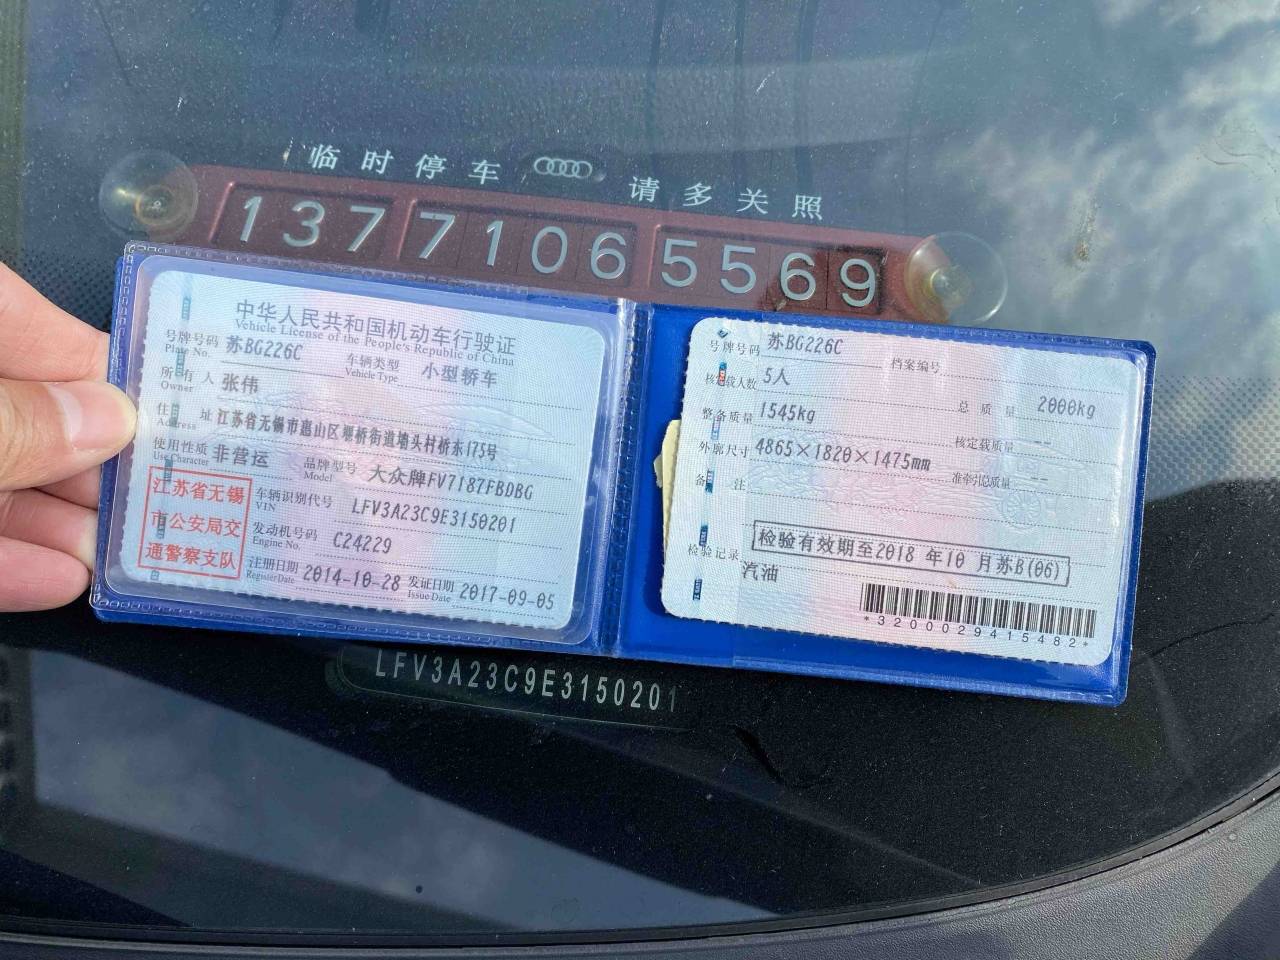 临时停车 请多关照
13771065569
中华人民共和国机动车行驶证
Vehicle License of the People's Republic of China
号牌号码 苏BG226C 车辆类型 小型轿车
Plate No. Vehicle Type
所有人 张伟
Owner
住址 江苏省无锡市惠山区堰桥街道堵头村桥东175号
Address
使用性质 非营运 品牌型号 大众牌FV7187FBDBG
Use Character Model
江苏省无锡
市公安局交
通警察支队
车辆识别代号 LFV3A23C9E3150201
VIN
发动机号码 C24229
Engine No.
注册日期 2014-10-28 发证日期 2017-09-05
Register Date Issue Date
号牌号码 苏BG226C 档案编号
核定载人数 5人 总质量 2000kg
整备质量 1545kg 核定载质量 --
外廓尺寸 4865×1820×1475mm 准牵引总质量 --
备注
检验记录 检验有效期至2018年10月苏B(06)
汽油
*3200029415482*
LFV3A23C9E3150201